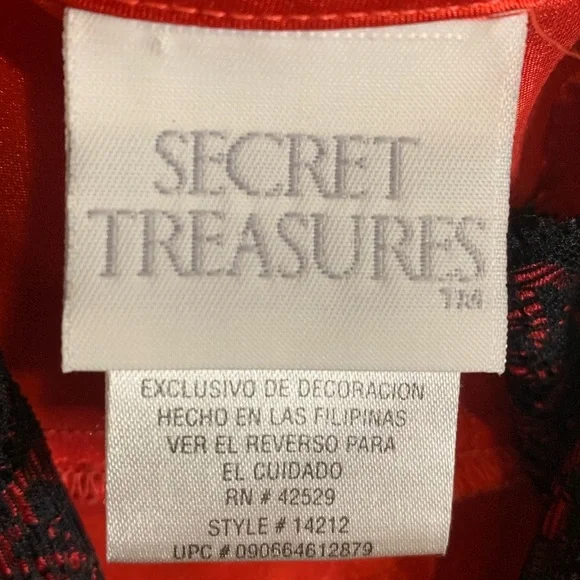 SECRET
TREASURES
TM
EXCLUSIVO DE DECORACION
HECHO EN LAS FILIPINAS
VER EL REVERSO PARA
EL CUIDADO
RN # 42529
STYLE # 14212
UPC # 090664612879